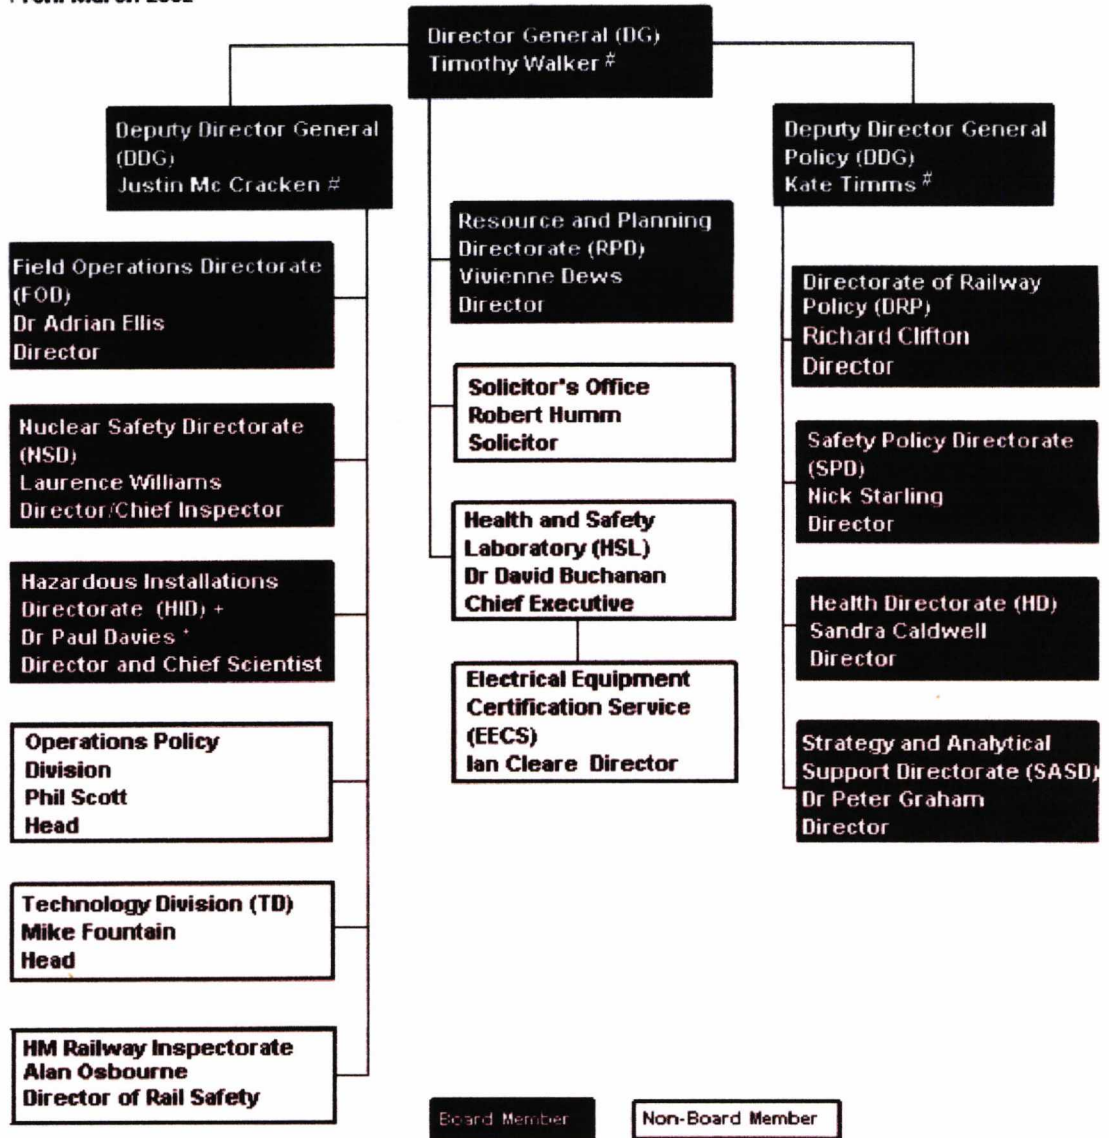 March 2002
Director General (DG)
Timothy Walker #
Deputy Director General
(DDG)
Justin Mc Cracken #
Deputy Director General
Policy (DDG)
Kate Timms #
Field Operations Directorate
(FOD)
Dr Adrian Ellis
Director
Nuclear Safety Directorate
(NSD)
Laurence Williams
Director/Chief Inspector
Hazardous Installations
Directorate (HID) +
Dr Paul Davies *
Director and Chief Scientist
Operations Policy
Division
Phil Scott
Head
Technology Division (TD)
Mike Fountain
Head
HM Railway Inspectorate
Alan Osbourne
Director of Rail Safety
Resource and Planning
Directorate (RPD)
Vivienne Dews
Director
Solicitor's Office
Robert Humm
Solicitor
Health and Safety
Laboratory (HSL)
Dr David Buchanan
Chief Executive
Electrical Equipment
Certification Service
(EECS)
Ian Cleare Director
Directorate of Railway
Policy (DRP)
Richard Clifton
Director
Safety Policy Directorate
(SPD)
Nick Starling
Director
Health Directorate (HD)
Sandra Caldwell
Director
Strategy and Analytical
Support Directorate (SASD)
Dr Peter Graham
Director
Board Member
Non-Board Member